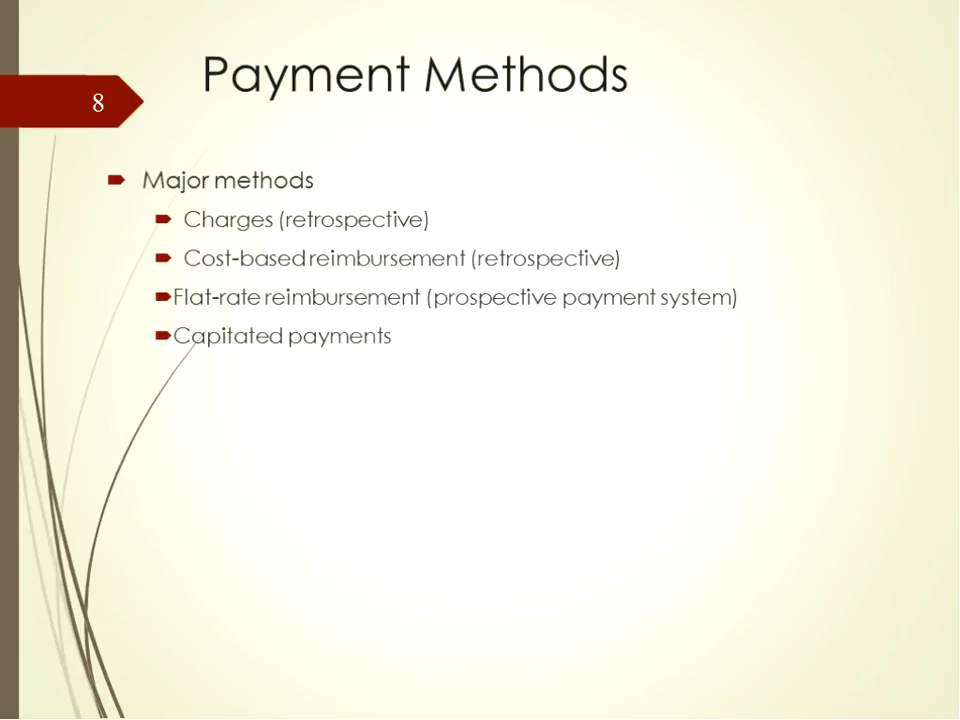 Payment Methods
8
Major methods
Charges (retrospective)
Cost-based reimbursement (retrospective)
Flat-rate reimbursement (prospective payment system)
Capitated payments